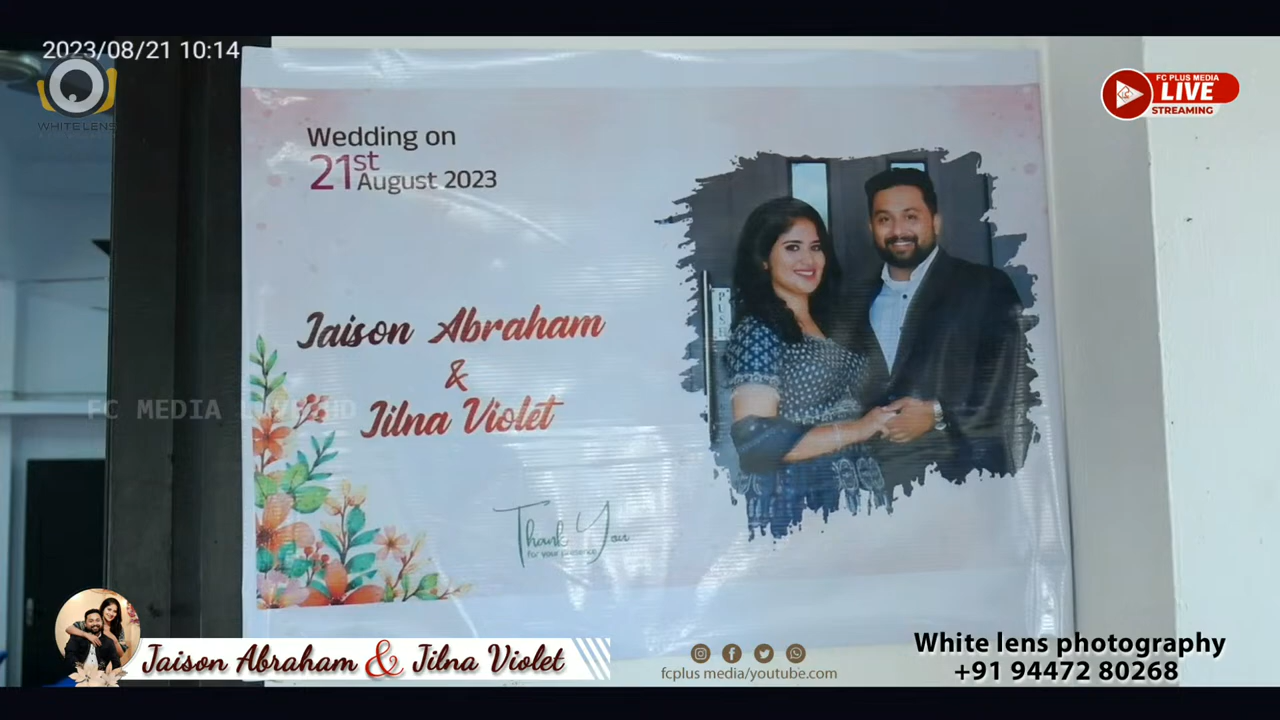 2023/08/21 10:14
WHITE LENS
FC PLUS MEDIA
LIVE
STREAMING
Wedding on
21st
August 2023
PUSH
Jaison Abraham
&
Jilna Violet
FC MEDIA
Thank You
for your presence
Jaison Abraham & Jilna Violet
fcplus media/youtube.com
White lens photography
+91 94472 80268